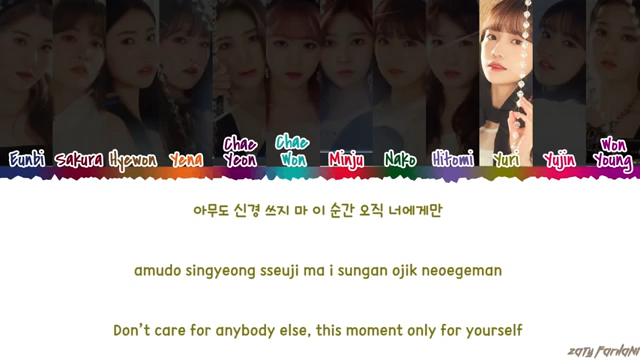 Eunbi Sakura Hyewon Yena Chae Yeon Chae Won Minju Nako Hitomi Yuri Yujin Won Young
아무도 신경 쓰지 마 이 순간 오직 너에게만
amudo singyeong sseuji ma i sungan ojik neoegeman
Don't care for anybody else, this moment only for yourself
ZATY FARHANI